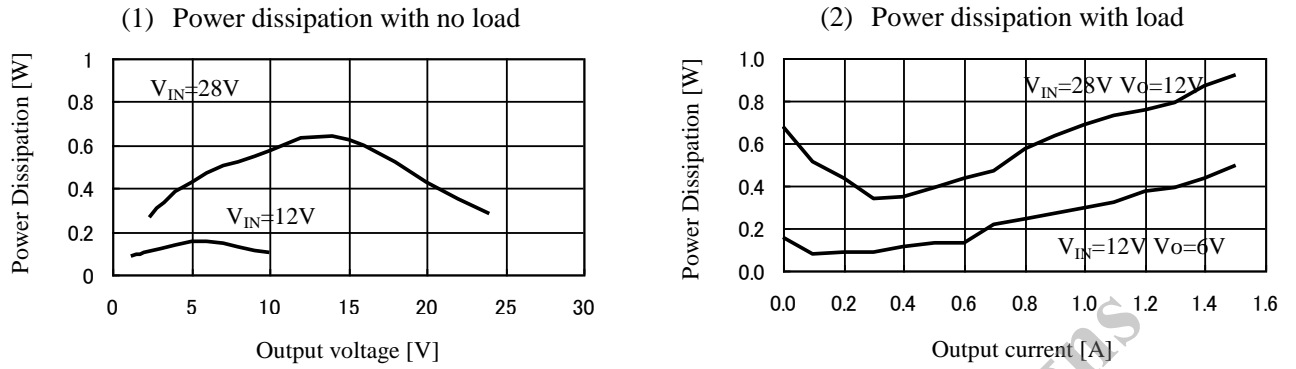 (1) Power dissipation with no load
Power Dissipation [W]
1
0.8
0.6
0.4
0.2
0
V_IN=28V
V_IN=12V
0 5 10 15 20 25 30
Output voltage [V]
(2) Power dissipation with load
Power Dissipation [W]
1.0
0.8
0.6
0.4
0.2
0.0
V_IN=28V Vo=12V
V_IN=12V Vo=6V
0.0 0.2 0.4 0.6 0.8 1.0 1.2 1.4 1.6
Output current [A]